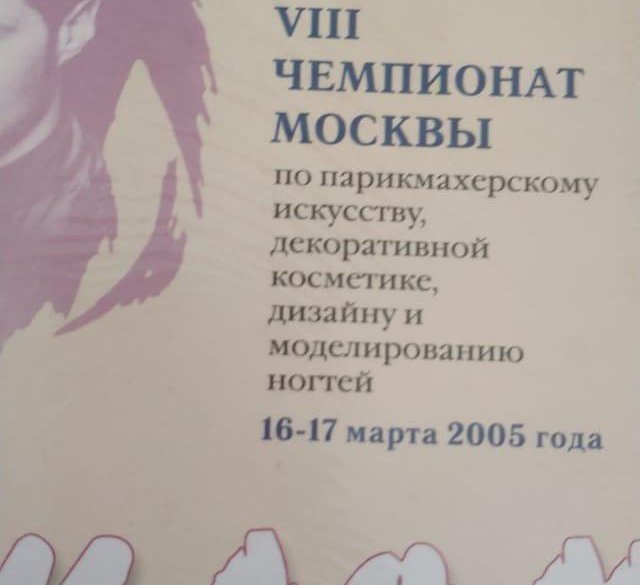 VIII
ЧЕМПИОНАТ
МОСКВЫ
по парикмахерскому
искусству,
декоративной
косметике,
дизайну и
моделированию
ногтей
16-17 марта 2005 года